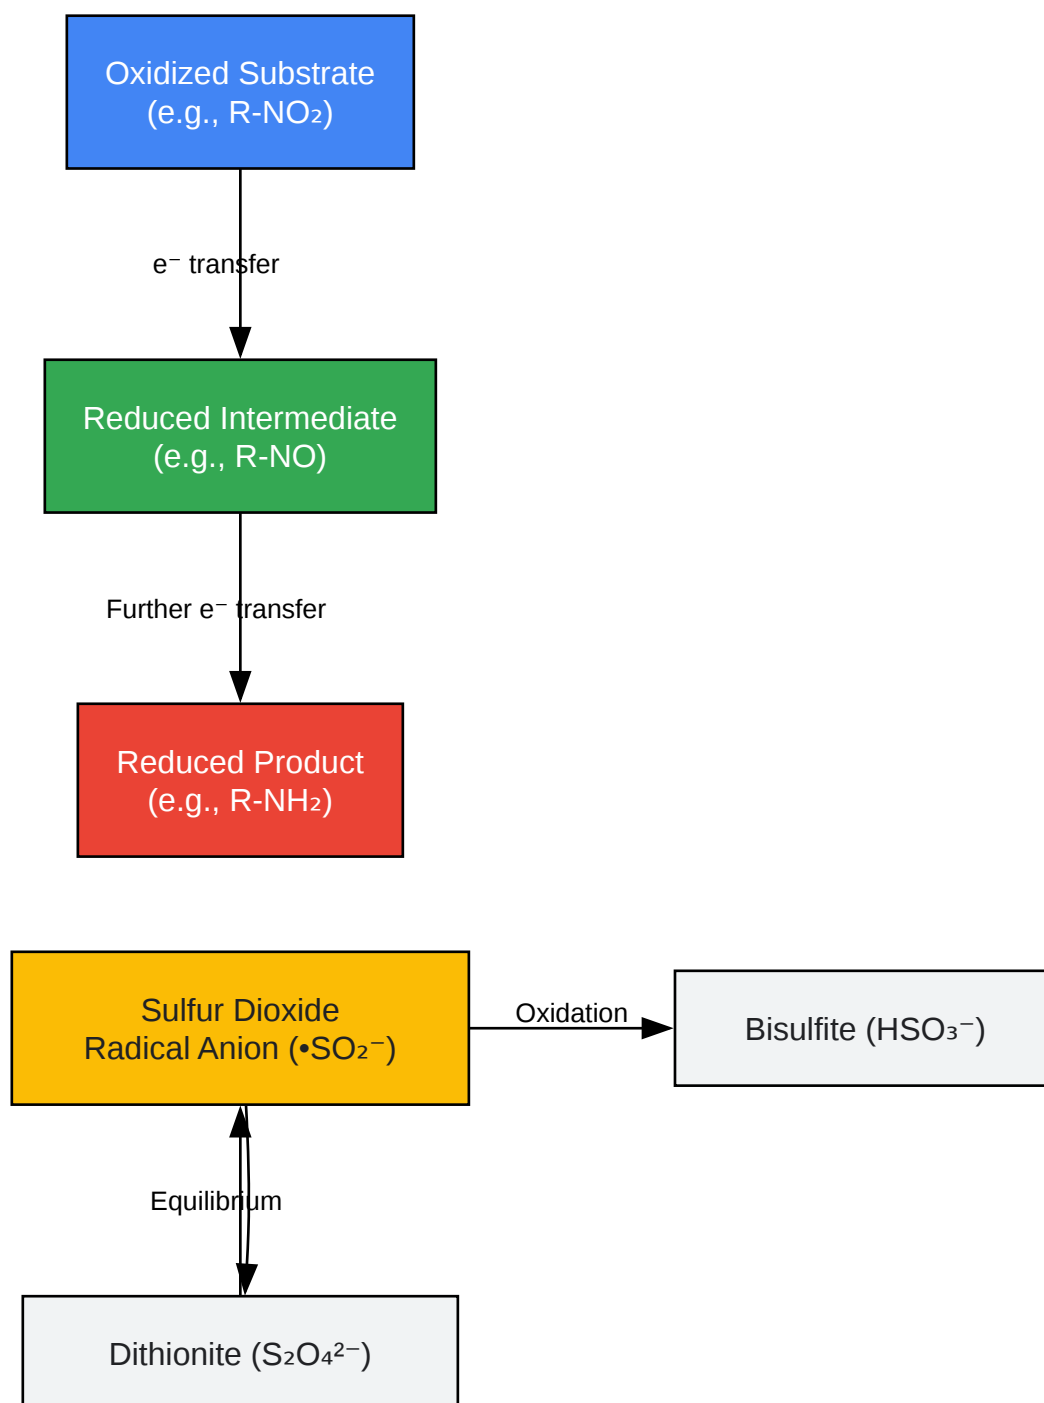 Oxidized Substrate
(e.g., R-NO₂)
e⁻ transfer
Reduced Intermediate
(e.g., R-NO)
Further e⁻ transfer
Reduced Product
(e.g., R-NH₂)
Sulfur Dioxide
Radical Anion (•SO₂⁻)
Oxidation
Bisulfite (HSO₃⁻)
Equilibrium
Dithionite (S₂O₄²⁻)